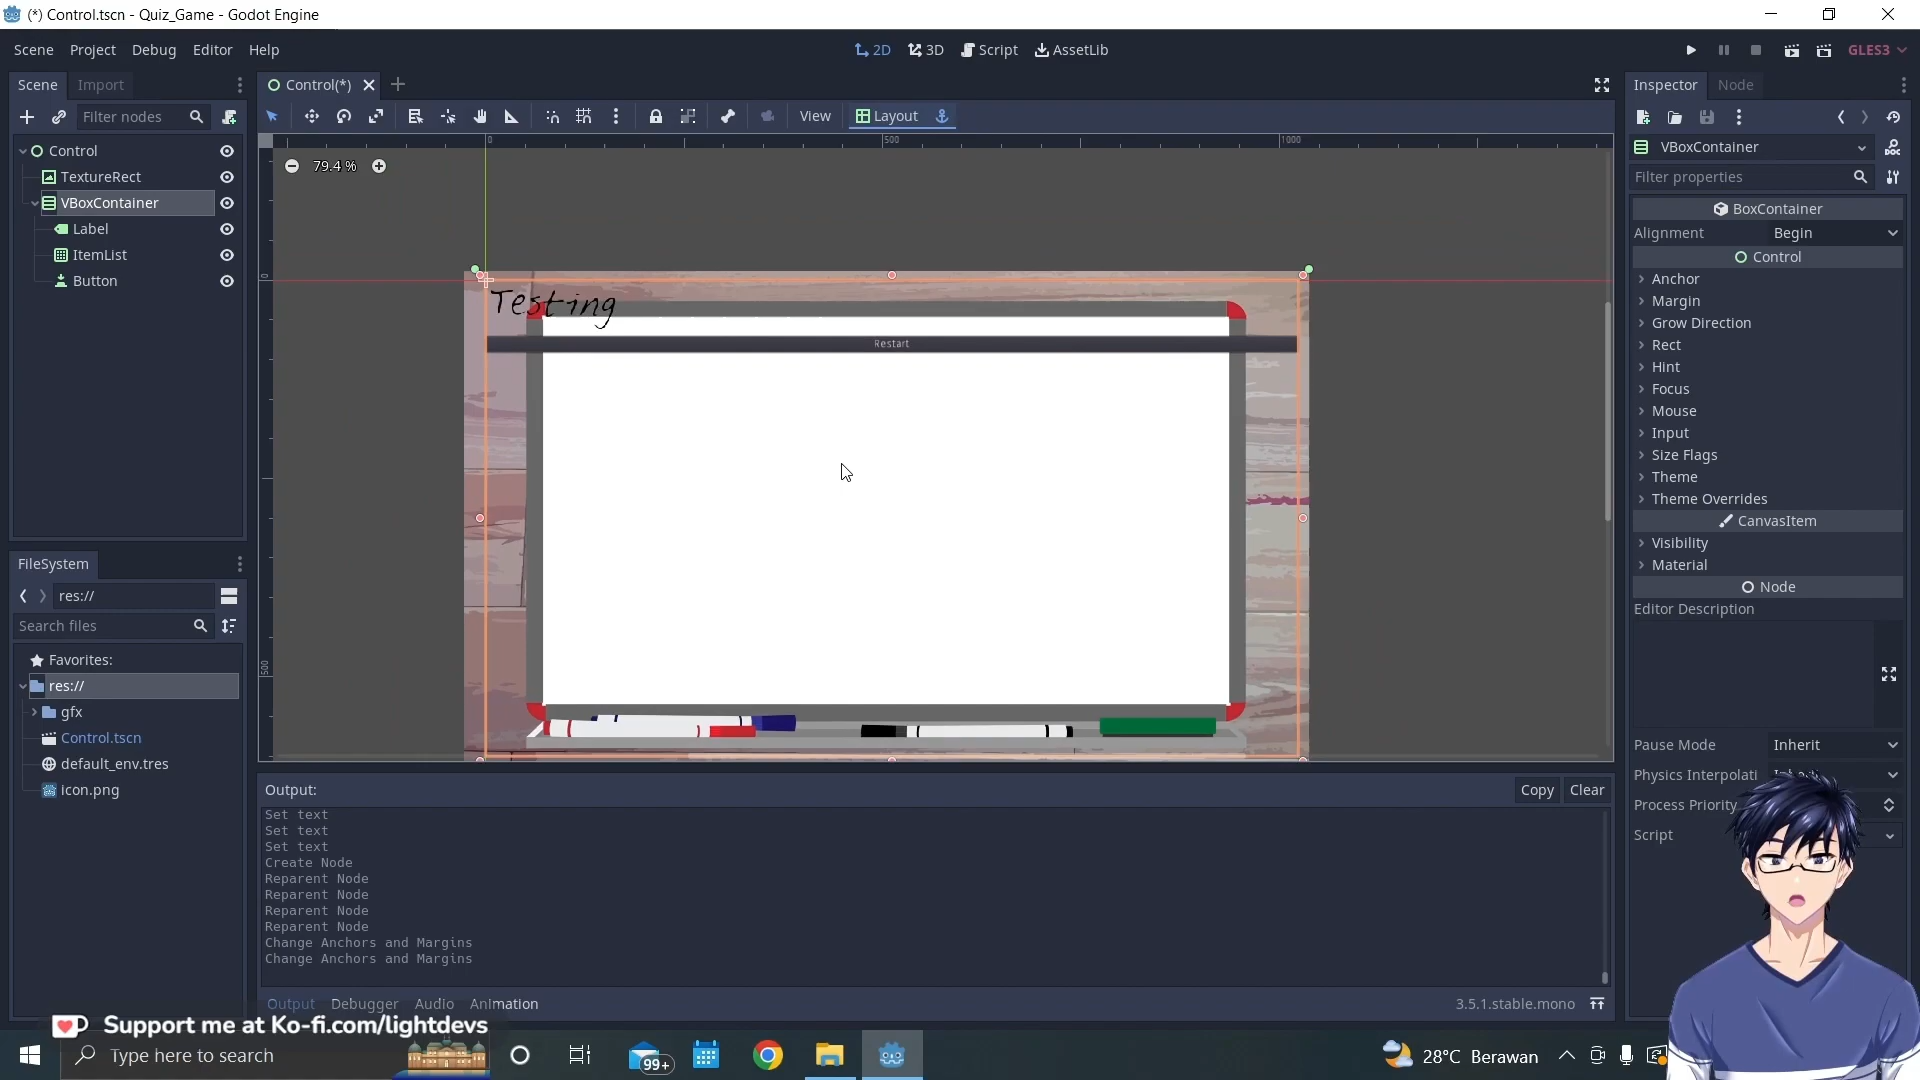 (*) Control.tscn - Quiz_Game - Godot Engine
Scene Project Debug Editor Help
2D 3D Script AssetLib
GLES3
Scene Import
Control(*)
Inspector Node
Filter nodes
View Layout
0 500 1000
79.4 %
Control
TextureRect
VBoxContainer
Label
ItemList
Button
VBoxContainer
Filter properties
BoxContainer
Alignment Begin
Control
Anchor
Margin
Grow Direction
Rect
Hint
Focus
Mouse
Input
Size Flags
Theme
Theme Overrides
CanvasItem
Visibility
Material
Node
Editor Description
Pause Mode Inherit
Physics Interpolati
Process Priority
Script
0
500
Testing
Restart
FileSystem
res://
Search files
Favorites:
res://
gfx
Control.tscn
default_env.tres
icon.png
Output:
Copy Clear
Set text
Set text
Set text
Create Node
Reparent Node
Reparent Node
Reparent Node
Reparent Node
Change Anchors and Margins
Change Anchors and Margins
Output Debugger Audio Animation
3.5.1.stable.mono
Support me at Ko-fi.com/lightdevs
Type here to search
99+
28°C Berawan